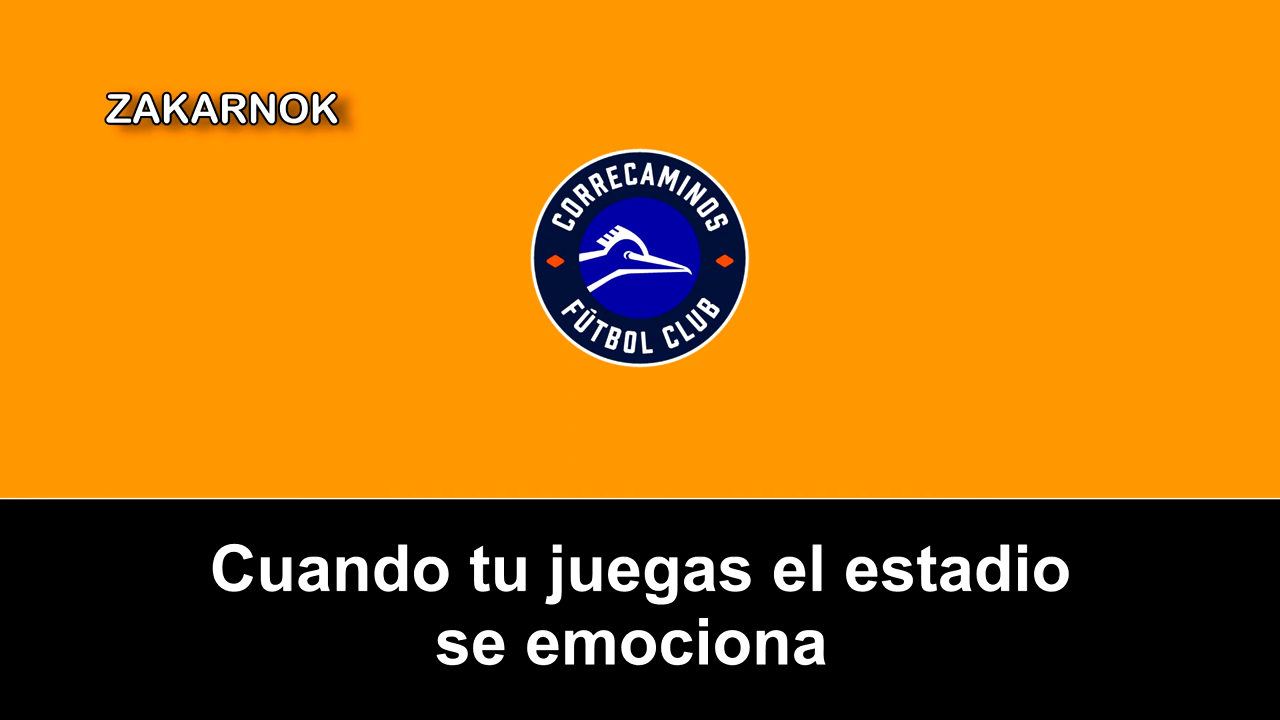 ZAKARNOK
CORRECAMINOS
FÚTBOL CLUB
Cuando tu juegas el estadio
se emociona